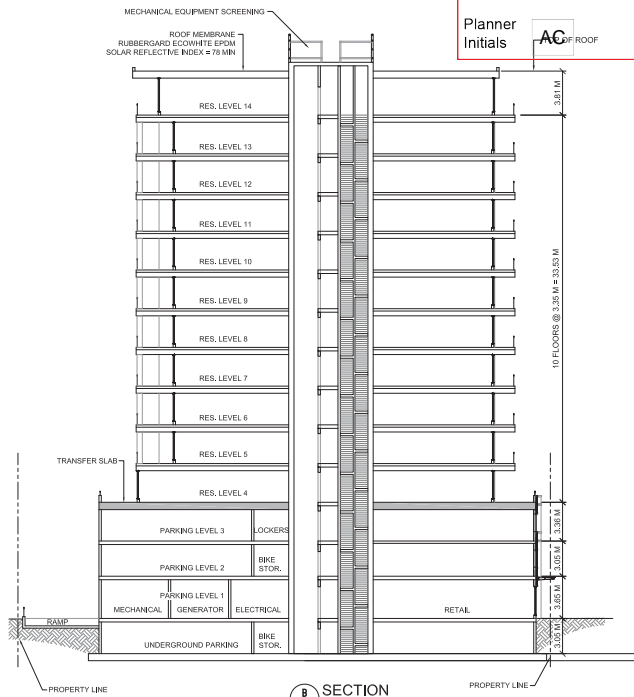 MECHANICAL EQUIPMENT SCREENING
Planner
Initials
AC
ROOF MEMBRANE
RUBBERGARD ECOWHITE EPDM
SOLAR REFLECTIVE INDEX = 78 MIN
OF ROOF
3.81 M
RES. LEVEL 14
RES. LEVEL 13
RES. LEVEL 12
RES. LEVEL 11
RES. LEVEL 10
RES. LEVEL 9
RES. LEVEL 8
RES. LEVEL 7
RES. LEVEL 6
RES. LEVEL 5
RES. LEVEL 4
10 FLOORS @ 3.35 M = 33.53 M
TRANSFER SLAB
PARKING LEVEL 3
LOCKERS
3.36 M
PARKING LEVEL 2
BIKE
STOR.
3.05 M
PARKING LEVEL 1
MECHANICAL
GENERATOR
ELECTRICAL
RETAIL
3.65 M
RAMP
UNDERGROUND PARKING
BIKE
STOR.
3.05 M
PROPERTY LINE
B SECTION
PROPERTY LINE